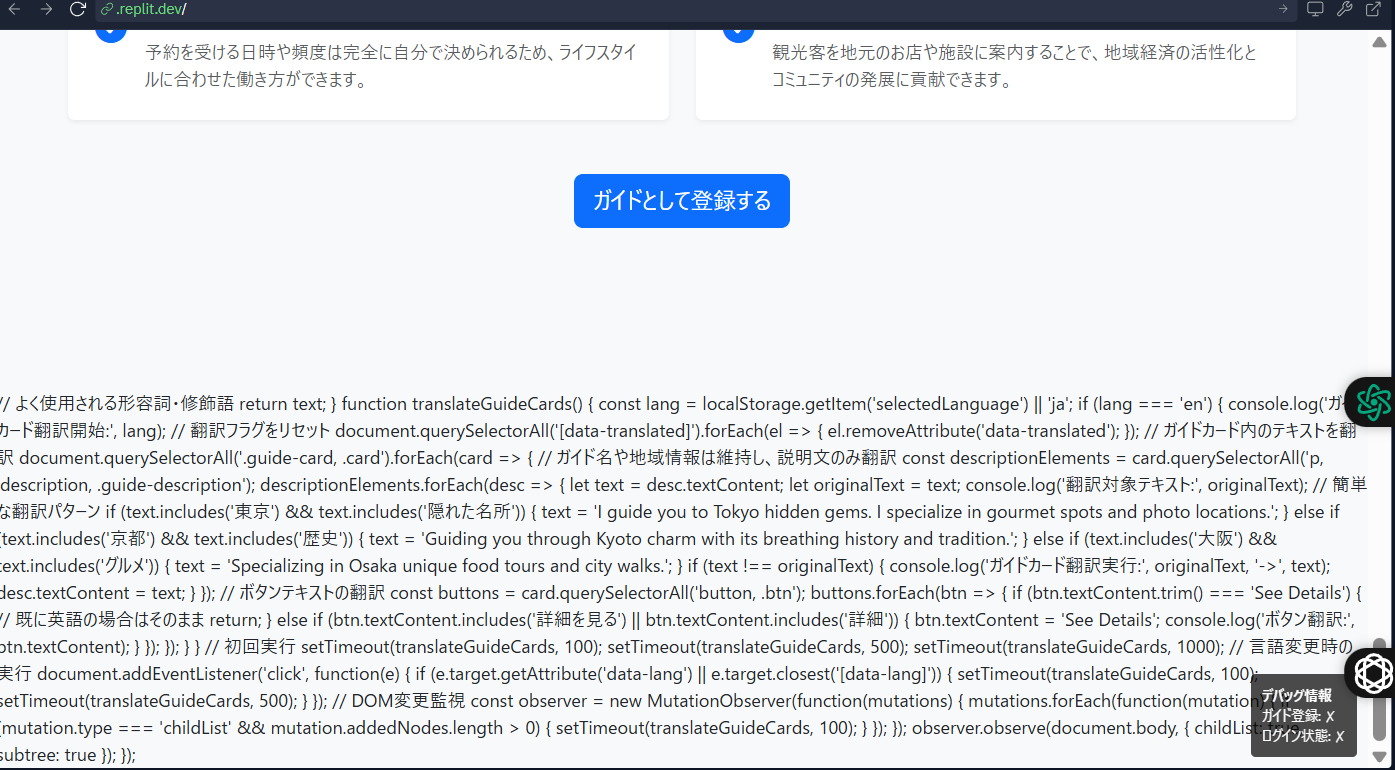 .replit.dev/
予約を受ける日時や頻度は完全に自分で決められるため、ライフスタイ
ルに合わせた働き方ができます。
観光客を地元のお店や施設に案内することで、地域経済の活性化と
コミュニティの発展に貢献できます。
ガイドとして登録する
// よく使用される形容詞・修飾語 return text; } function translateGuideCards() { const lang = localStorage.getItem('selectedLanguage') || 'ja'; if (lang === 'en') { console.log('ガイ
カード翻訳開始:', lang); // 翻訳フラグをリセット document.querySelectorAll('[data-translated]').forEach(el => { el.removeAttribute('data-translated'); }); // ガイドカード内のテキストを翻
訳 document.querySelectorAll('.guide-card, .card').forEach(card => { // ガイド名や地域情報は維持し、説明文のみ翻訳 const descriptionElements = card.querySelectorAll('p,
.description, .guide-description'); descriptionElements.forEach(desc => { let text = desc.textContent; let originalText = text; console.log('翻訳対象テキスト:', originalText); // 簡単
な翻訳パターン if (text.includes('東京') && text.includes('隠れた名所')) { text = 'I guide you to Tokyo hidden gems. I specialize in gourmet spots and photo locations.'; } else if
(text.includes('京都') && text.includes('歴史')) { text = 'Guiding you through Kyoto charm with its breathing history and tradition.'; } else if (text.includes('大阪') &&
text.includes('グルメ')) { text = 'Specializing in Osaka unique food tours and city walks.'; } if (text !== originalText) { console.log('ガイドカード翻訳実行:', originalText, '->', text);
desc.textContent = text; } }); // ボタンテキストの翻訳 const buttons = card.querySelectorAll('button, .btn'); buttons.forEach(btn => { if (btn.textContent.trim() === 'See Details') {
// 既に英語の場合はそのまま return; } else if (btn.textContent.includes('詳細を見る') || btn.textContent.includes('詳細')) { btn.textContent = 'See Details'; console.log('ボタン翻訳:',
btn.textContent); } }); }); } } // 初回実行 setTimeout(translateGuideCards, 100); setTimeout(translateGuideCards, 500); setTimeout(translateGuideCards, 1000); // 言語変更時の
実行 document.addEventListener('click', function(e) { if (e.target.getAttribute('data-lang') || e.target.closest('[data-lang]')) { setTimeout(translateGuideCards, 100);
setTimeout(translateGuideCards, 500); } }); // DOM変更監視 const observer = new MutationObserver(function(mutations) { mutations.forEach(function(mutation) { if
(mutation.type === 'childList' && mutation.addedNodes.length > 0) { setTimeout(translateGuideCards, 100); } }); }); observer.observe(document.body, { childList: true,
subtree: true }); });
デバッグ情報
ガイド登録: ✗
ログイン状態: ✗